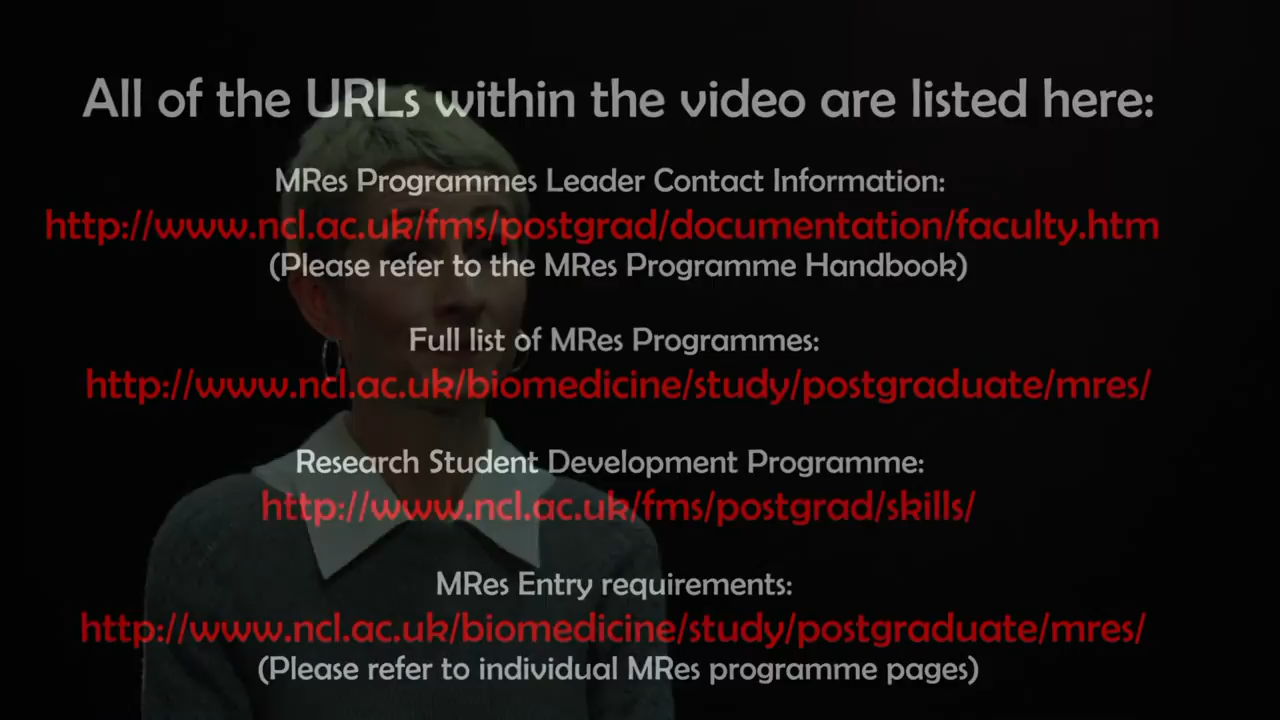 All of the URLs within the video are listed here:
MRes Programmes Leader Contact Information:
http://www.ncl.ac.uk/fms/postgrad/documentation/faculty.htm
(Please refer to the MRes Programme Handbook)
Full list of MRes Programmes:
http://www.ncl.ac.uk/biomedicine/study/postgraduate/mres/
Research Student Development Programme:
http://www.ncl.ac.uk/fms/postgrad/skills/
MRes Entry requirements:
http://www.ncl.ac.uk/biomedicine/study/postgraduate/mres/
(Please refer to individual MRes programme pages)